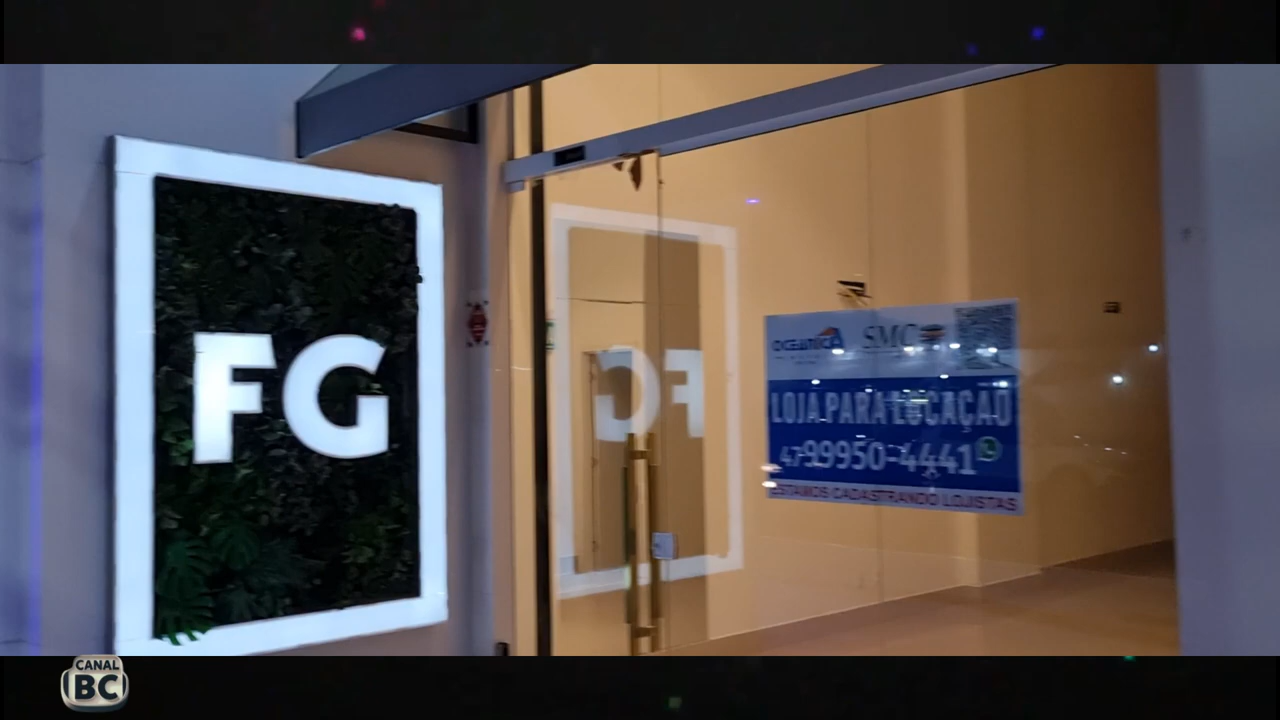 FG
OCEÂNICA SMC
LOJA PARA LOCAÇÃO
47 99950-4441
ESTAMOS CADASTRANDO LOJISTAS
CANAL
BC